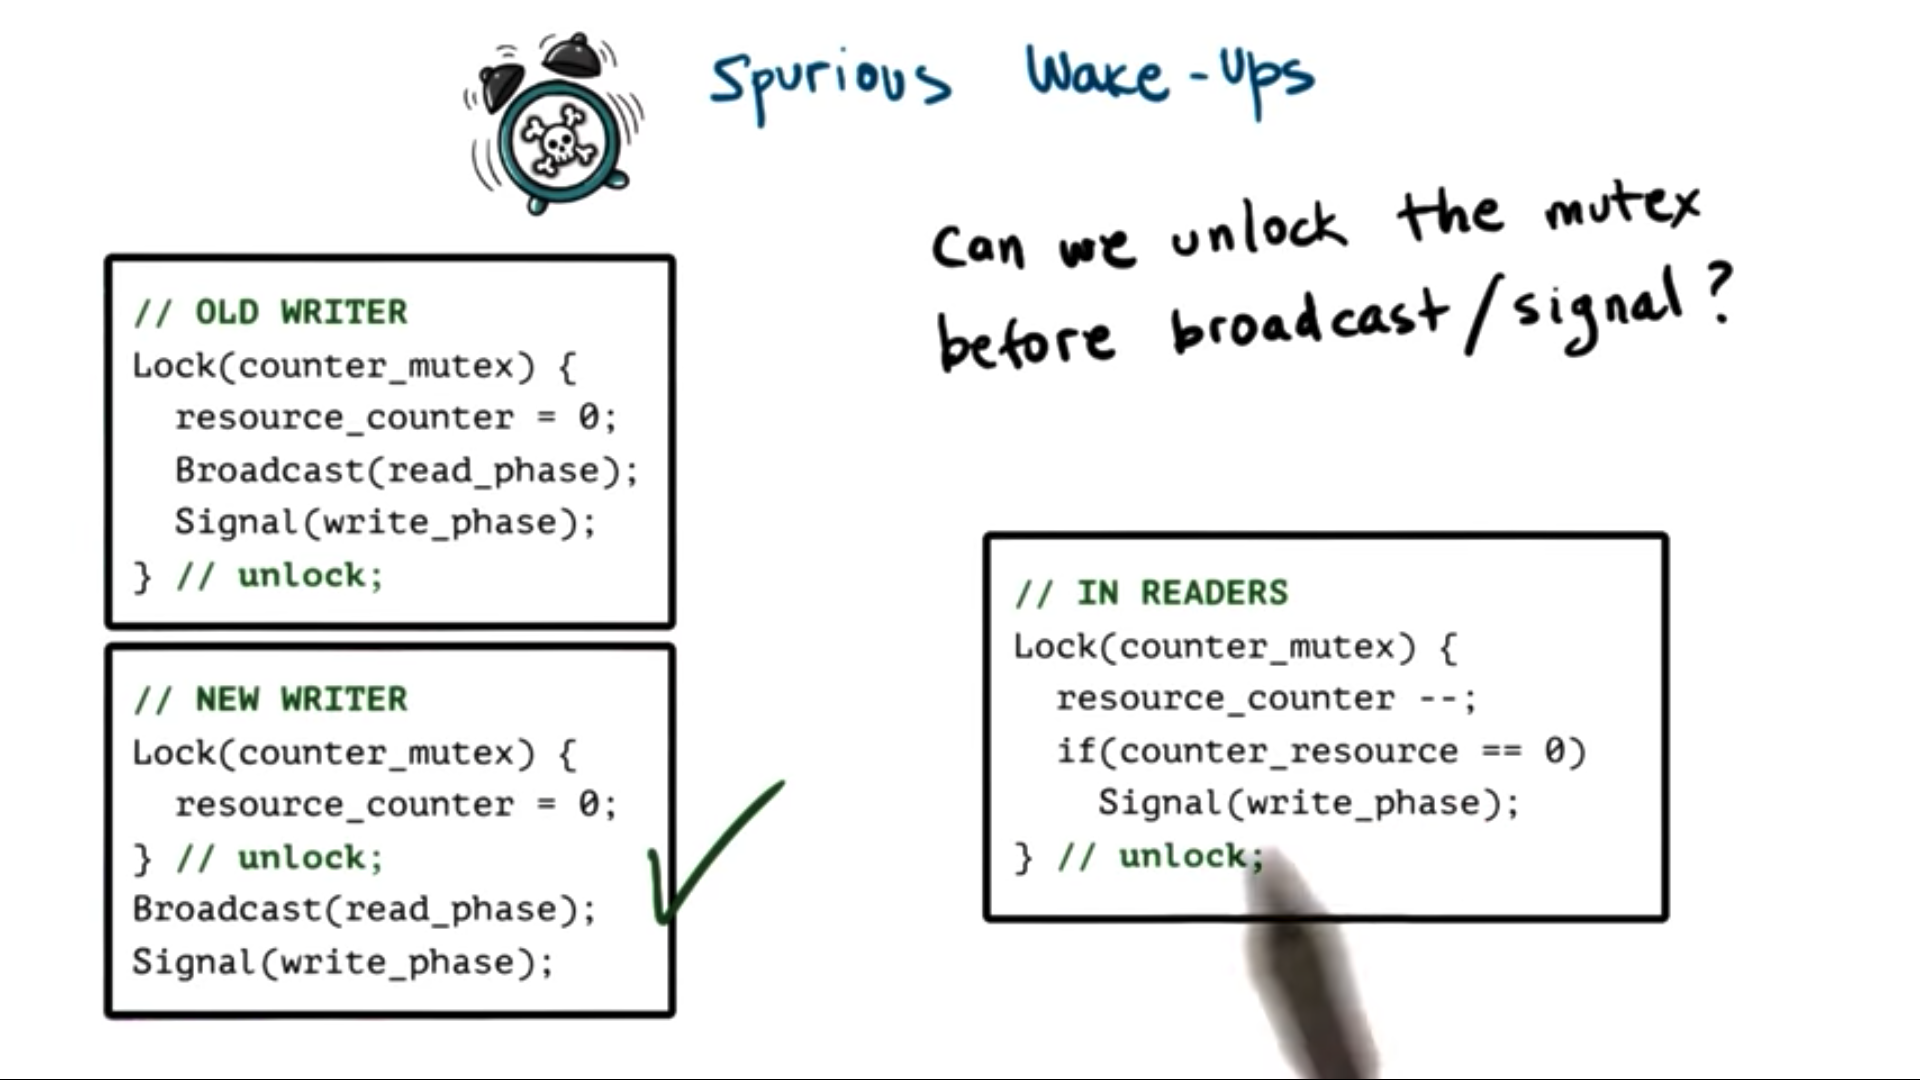 Spurious Wake-Ups
Can we unlock the mutex
before broadcast/signal?
// OLD WRITER
Lock(counter_mutex) {
resource_counter = 0;
Broadcast(read_phase);
Signal(write_phase);
} // unlock;
// NEW WRITER
Lock(counter_mutex) {
resource_counter = 0;
} // unlock;
Broadcast(read_phase);
Signal(write_phase);
// IN READERS
Lock(counter_mutex) {
resource_counter --;
if(counter_resource == 0)
Signal(write_phase);
} // unlock;